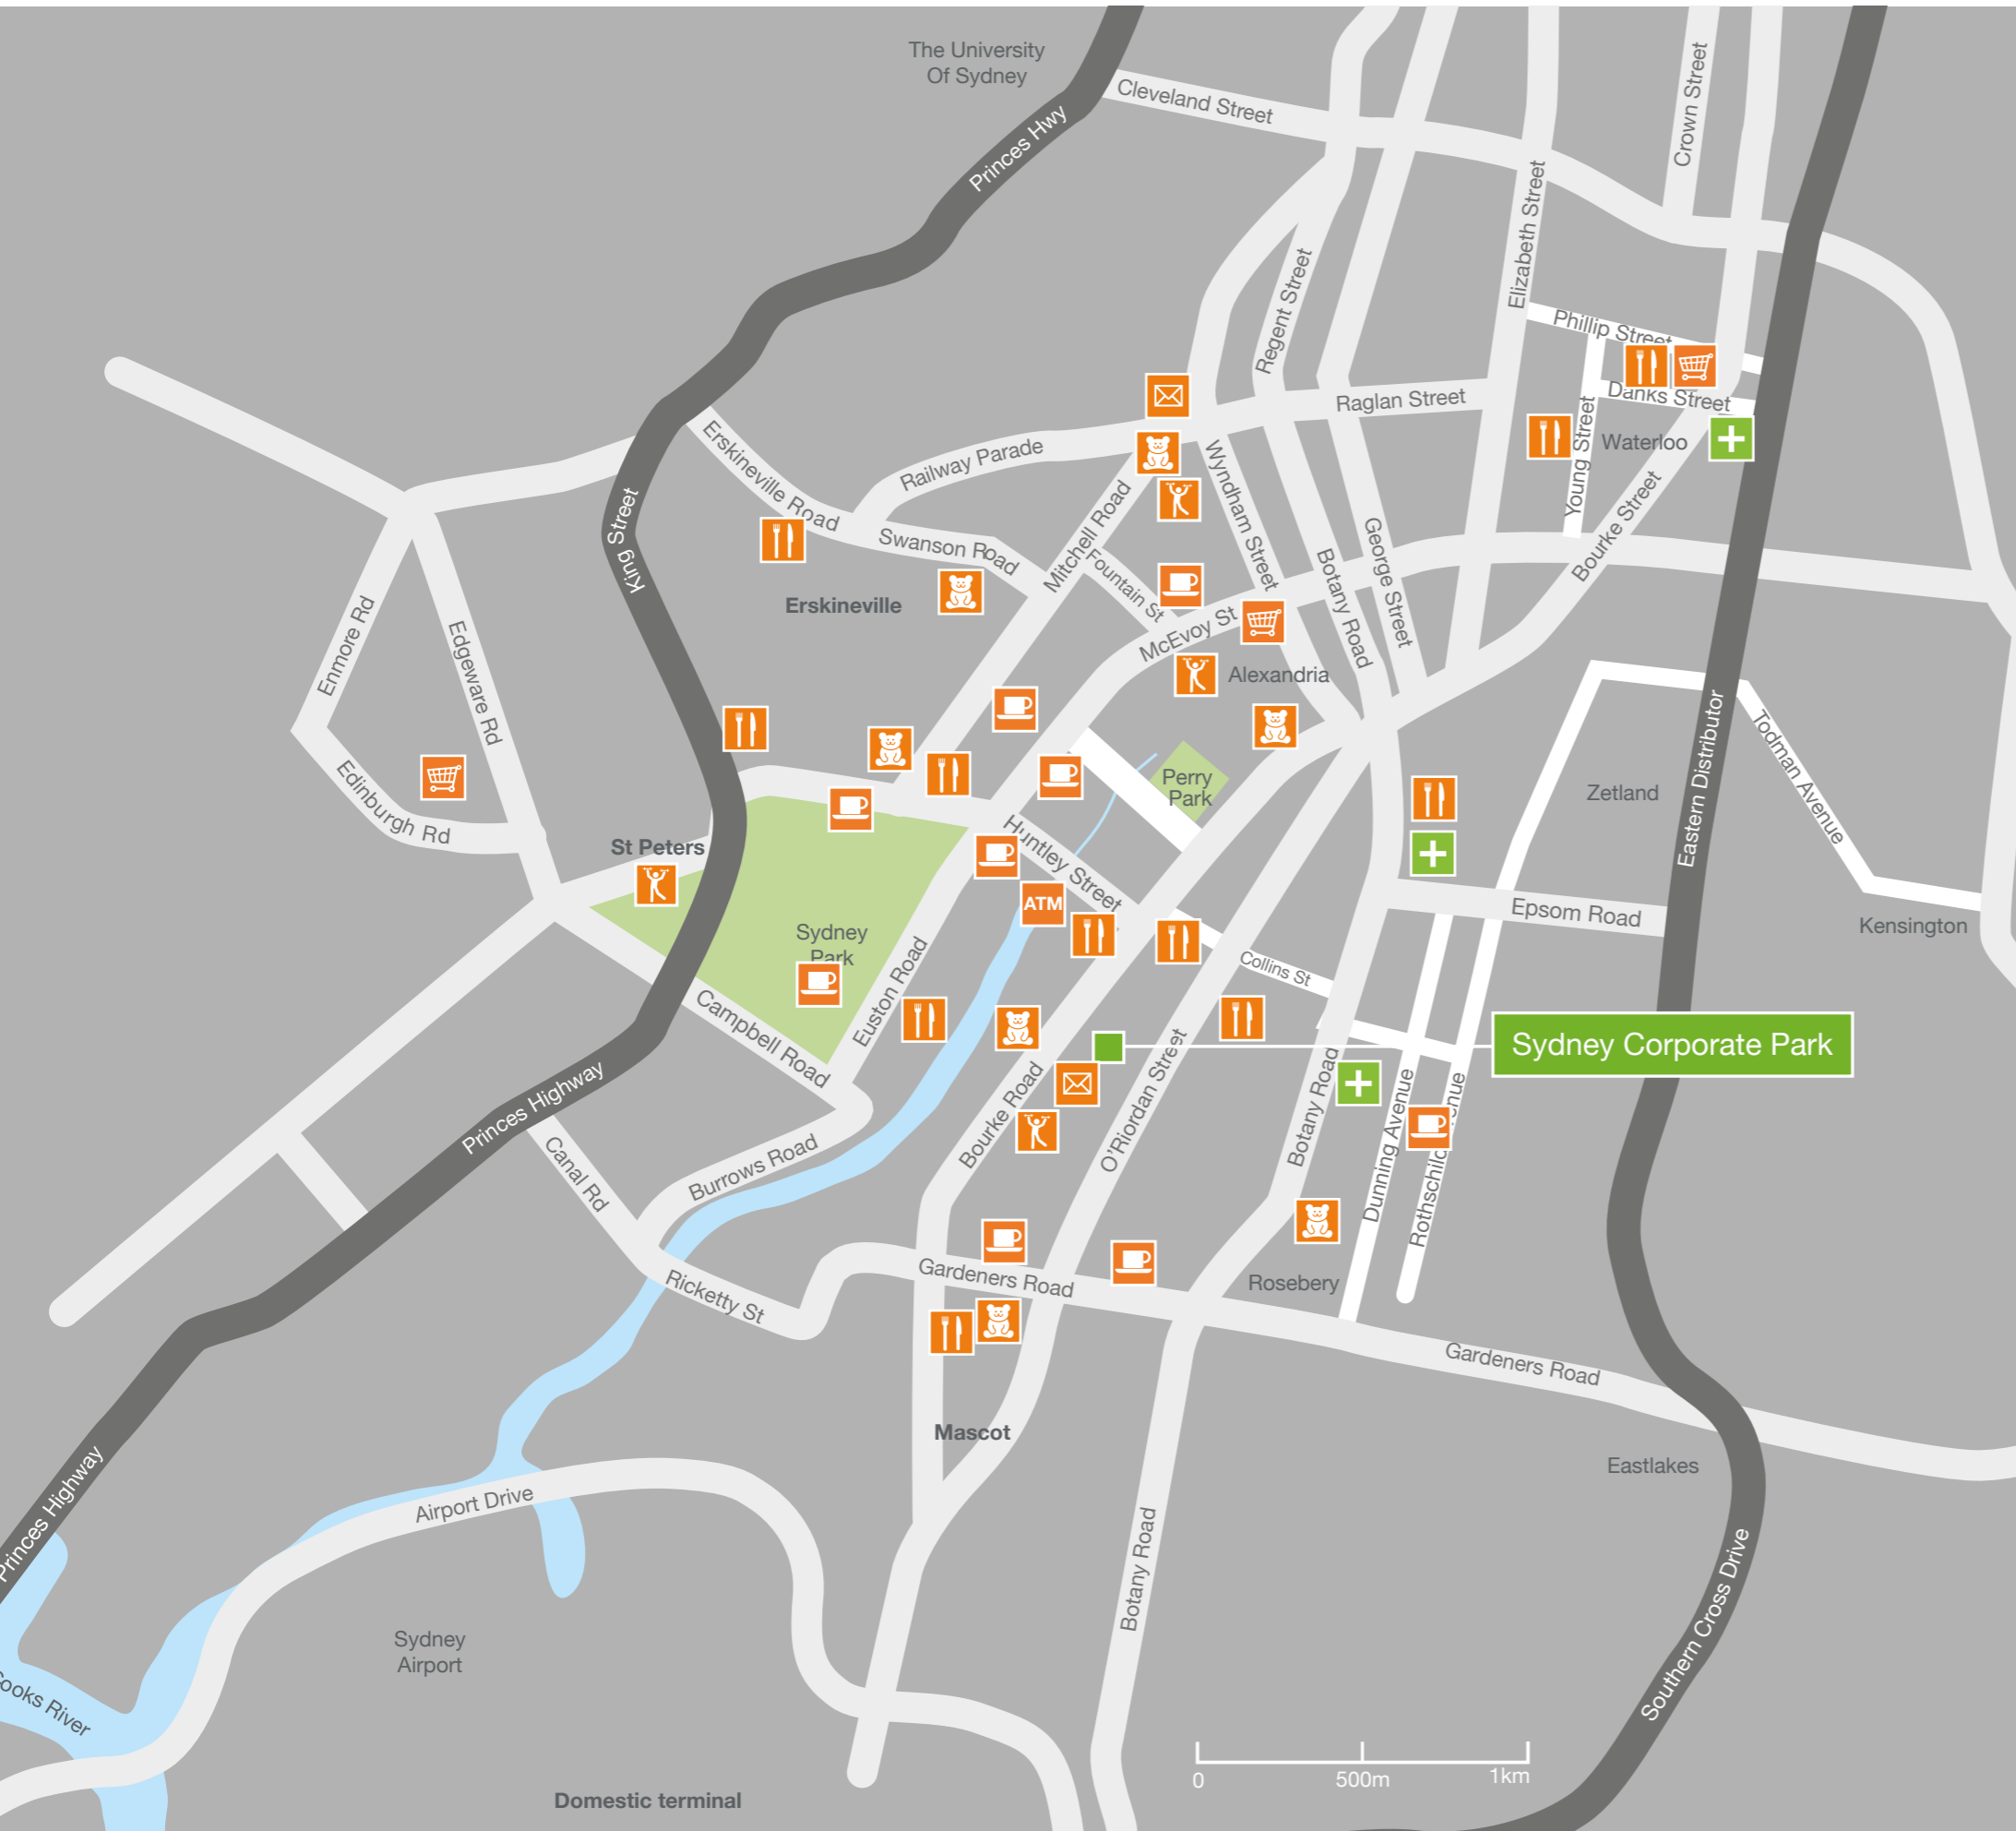 The University
Of Sydney
Princes Hwy
Cleveland Street
Crown Street
Elizabeth Street
Regent Street
Phillip Street
Raglan Street
Danks Street
Young Street
Waterloo
Erskineville Road
Railway Parade
Wyndham Street
King Street
Swanson Road
Mitchell Road
Fountain St
Botany Road
George Street
Bourke Street
Erskineville
McEvoy St
Enmore Rd
Edgeware Rd
Alexandria
Todman Avenue
Eastern Distributor
Zetland
Perry
Park
Edinburgh Rd
St Peters
Huntley Street
ATM
Epsom Road
Kensington
Sydney
Park
Euston Road
Collins St
Campbell Road
Sydney Corporate Park
Princes Highway
Bourke Road
O'Riordan Street
Botany Road
Dunning Avenue
Canal Rd
Burrows Road
Gardeners Road
Rosebery
Ricketty St
Gardeners Road
Mascot
Eastlakes
Princes Highway
Airport Drive
Botany Road
Southern Cross Drive
Sydney
Airport
River
0
500m
1km
Domestic terminal